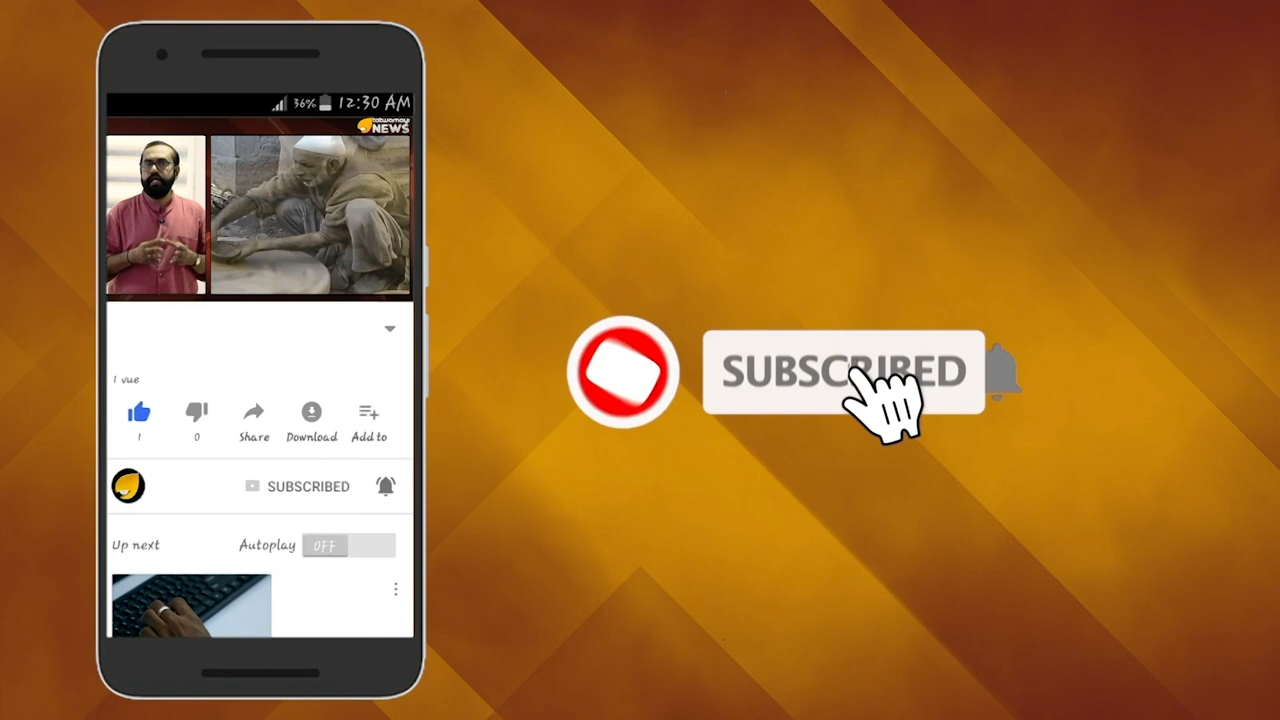 36% 12:30 AM
tatwamayi
NEWS
1 vue
1
0
Share
Download
Add to
SUBSCRIBED
Up next
Autoplay
OFF
SUBSCRIBED